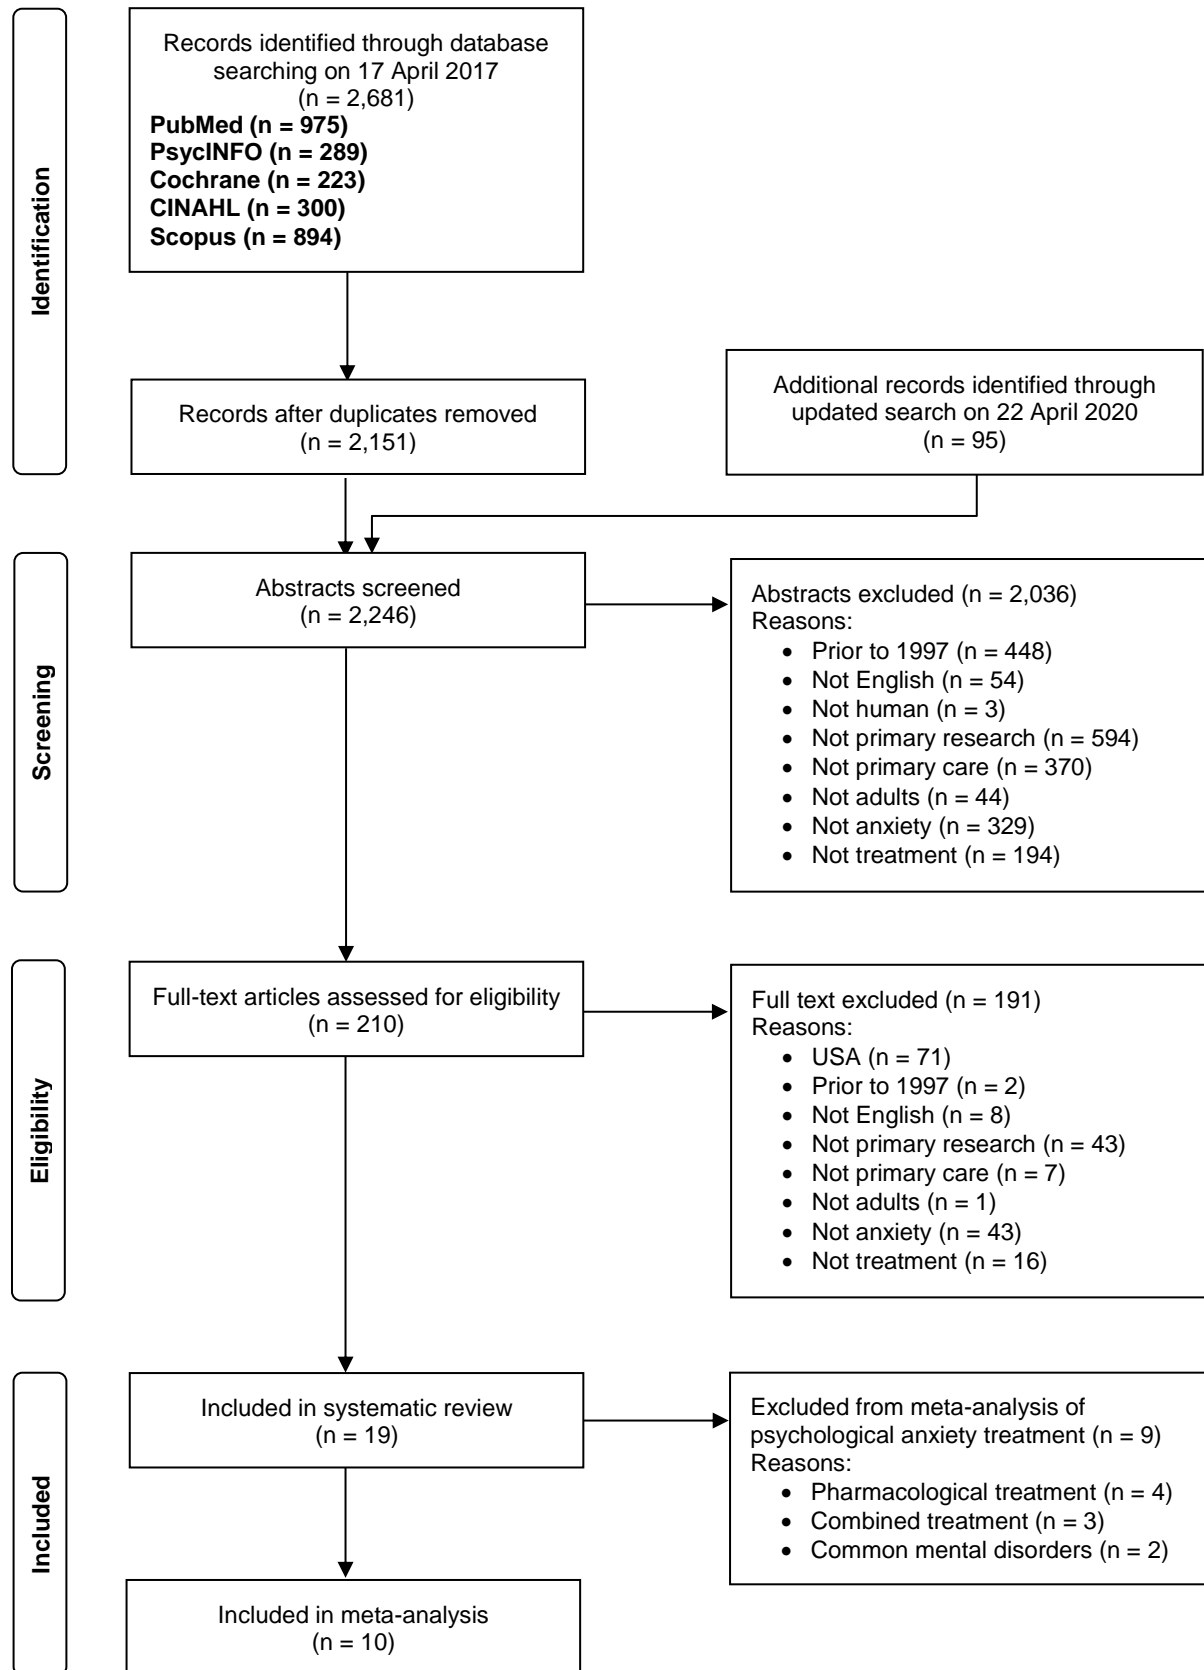 Identification
Records identified through database
searching on 17 April 2017
(n = 2,681)
PubMed (n = 975)
PsycINFO (n = 289)
Cochrane (n = 223)
CINAHL (n = 300)
Scopus (n = 894)
Records after duplicates removed
(n = 2,151)
Additional records identified through
updated search on 22 April 2020
(n = 95)
Screening
Abstracts screened
(n = 2,246)
Abstracts excluded (n = 2,036)
Reasons:
• Prior to 1997 (n = 448)
• Not English (n = 54)
• Not human (n = 3)
• Not primary research (n = 594)
• Not primary care (n = 370)
• Not adults (n = 44)
• Not anxiety (n = 329)
• Not treatment (n = 194)
Eligibility
Full-text articles assessed for eligibility
(n = 210)
Full text excluded (n = 191)
Reasons:
• USA (n = 71)
• Prior to 1997 (n = 2)
• Not English (n = 8)
• Not primary research (n = 43)
• Not primary care (n = 7)
• Not adults (n = 1)
• Not anxiety (n = 43)
• Not treatment (n = 16)
Included
Included in systematic review
(n = 19)
Excluded from meta-analysis of
psychological anxiety treatment (n = 9)
Reasons:
• Pharmacological treatment (n = 4)
• Combined treatment (n = 3)
• Common mental disorders (n = 2)
Included in meta-analysis
(n = 10)